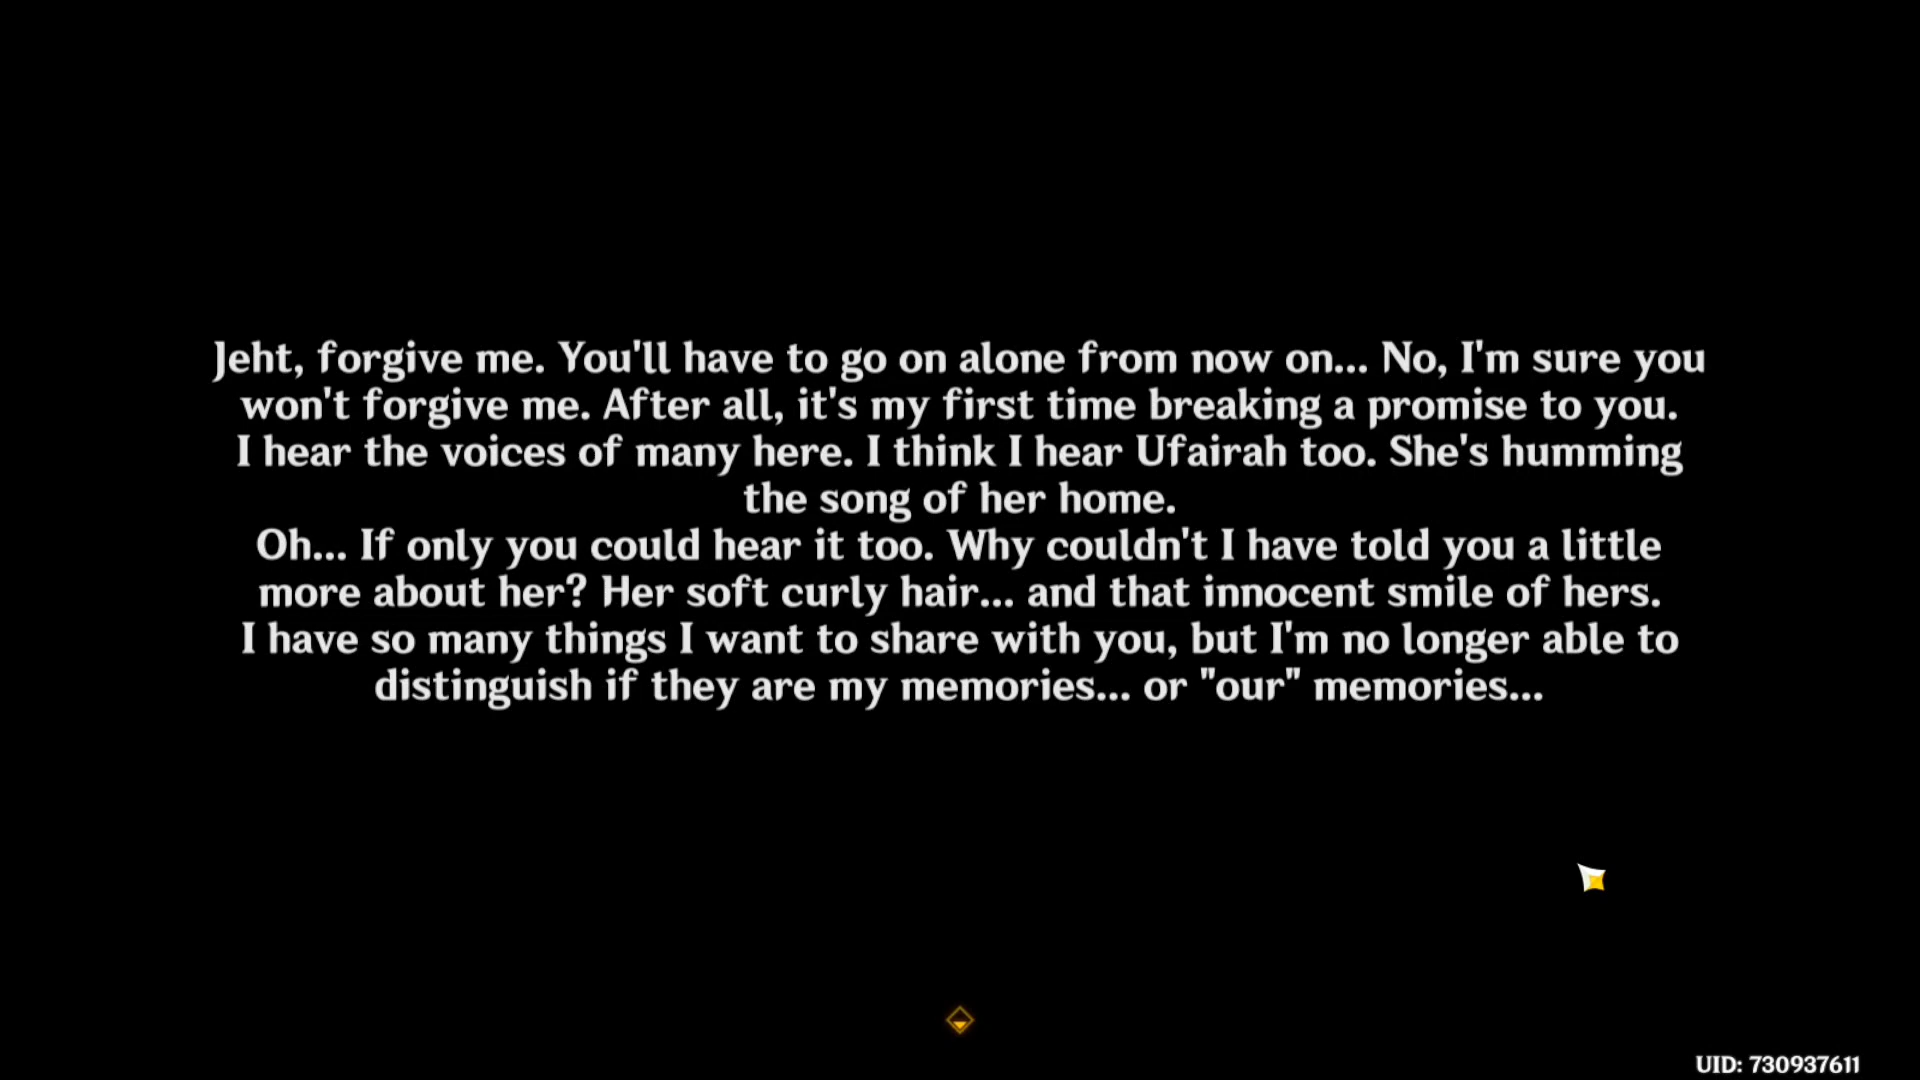 Jeht, forgive me. You'll have to go on alone from now on... No, I'm sure you
won't forgive me. After all, it's my first time breaking a promise to you.
I hear the voices of many here. I think I hear Ufairah too. She's humming
the song of her home.
Oh... If only you could hear it too. Why couldn't I have told you a little
more about her? Her soft curly hair... and that innocent smile of hers.
I have so many things I want to share with you, but I'm no longer able to
distinguish if they are my memories... or "our" memories...
UID: 730937611